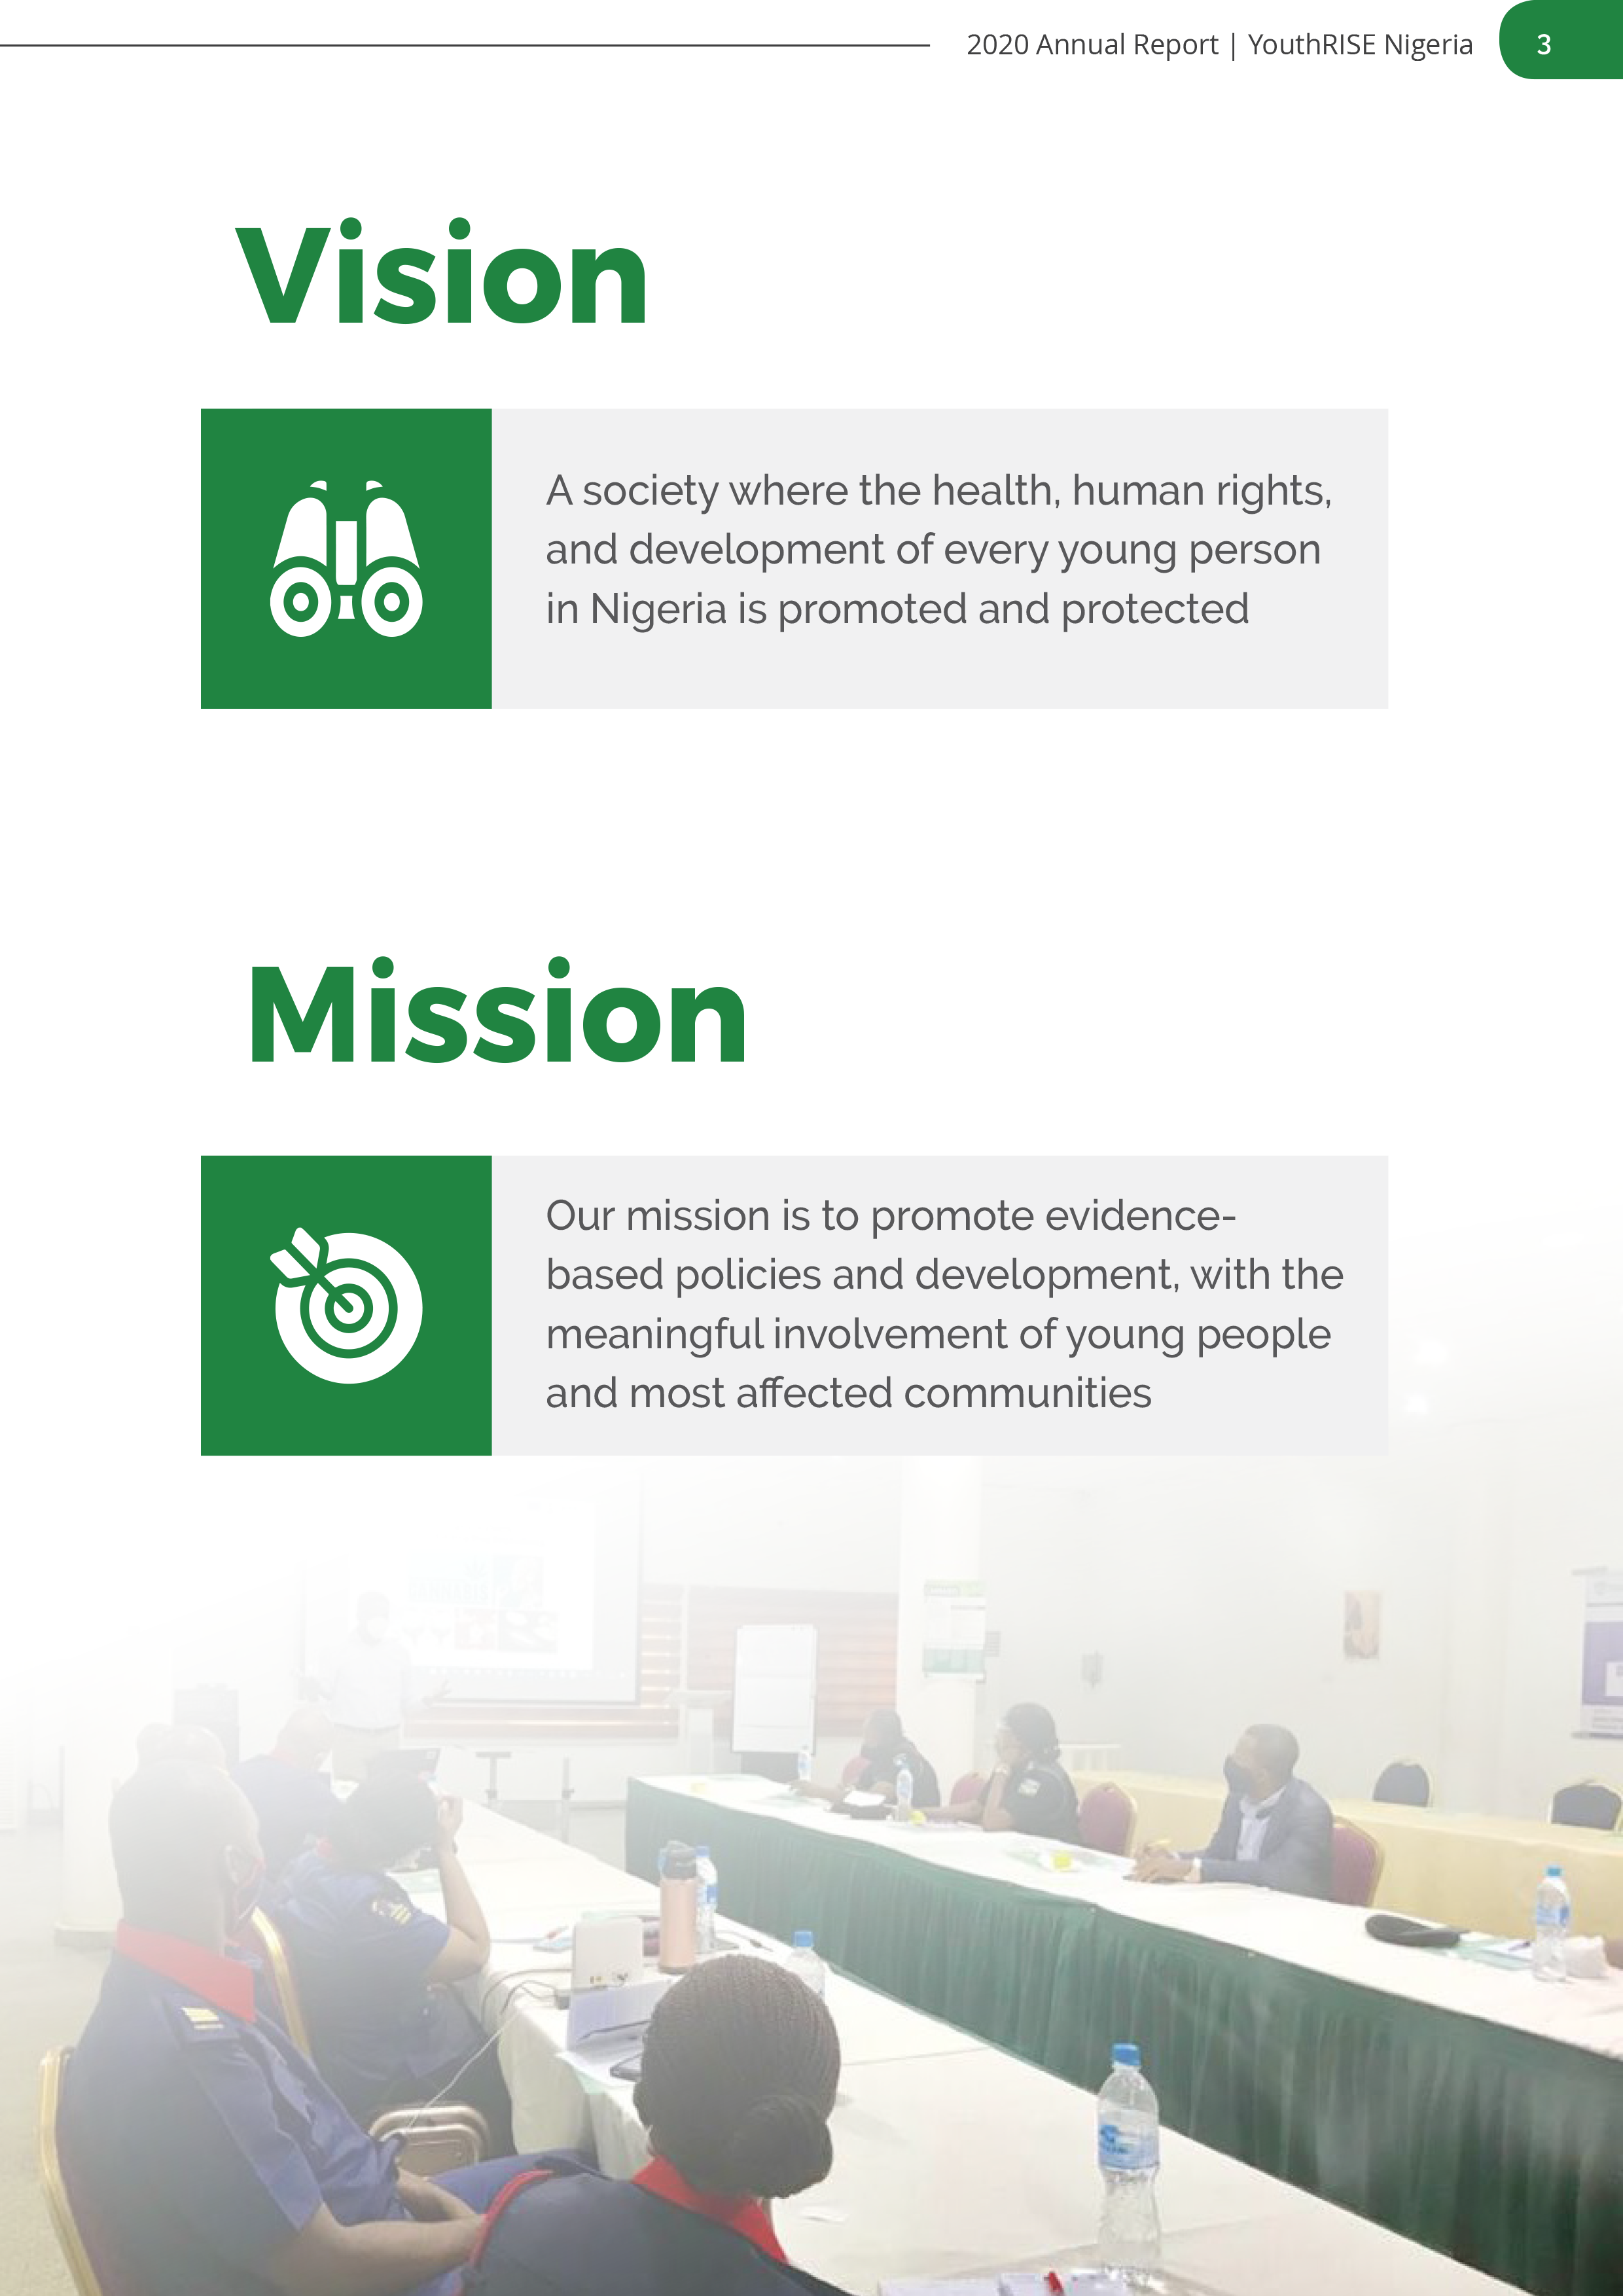 2020 Annual Report | YouthRISE Nigeria
3
Vision
A society where the health, human rights,
and development of every young person
in Nigeria is promoted and protected
Mission
Our mission is to promote evidence-
based policies and development, with the
meaningful involvement of young people
and most affected communities